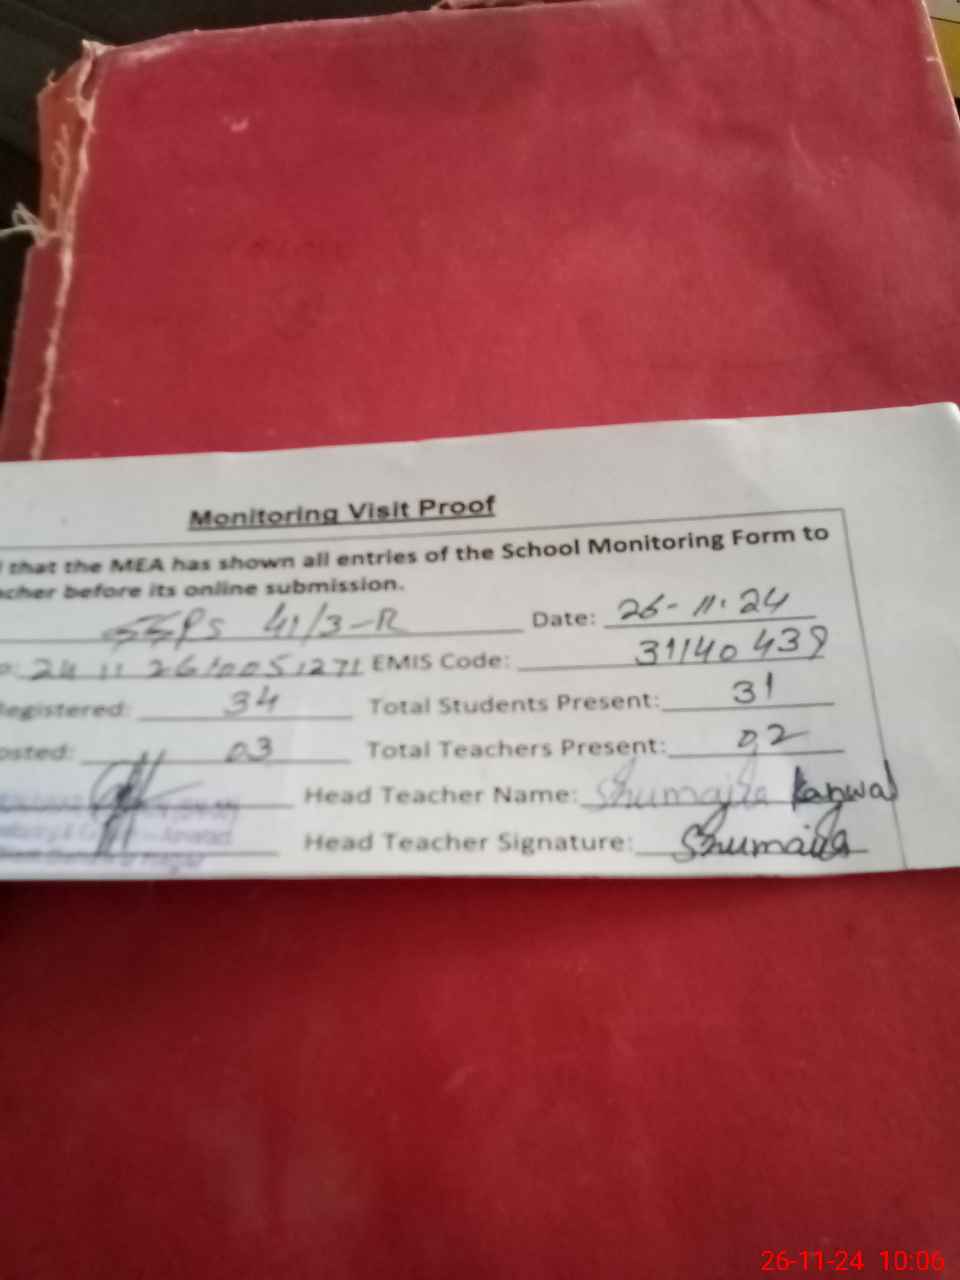 Monitoring Visit Proof
that the MEA has shown all entries of the School Monitoring Form to
acher before its online submission.
41/3-R Date: 26-11-24
24 11 2610051271 EMIS Code: 31140439
Registered: 34 Total Students Present: 31
osted: 03 Total Teachers Present: 02
Head Teacher Name: Shumaila Kanwal
Head Teacher Signature: Shumaila
26-11-24 10:06